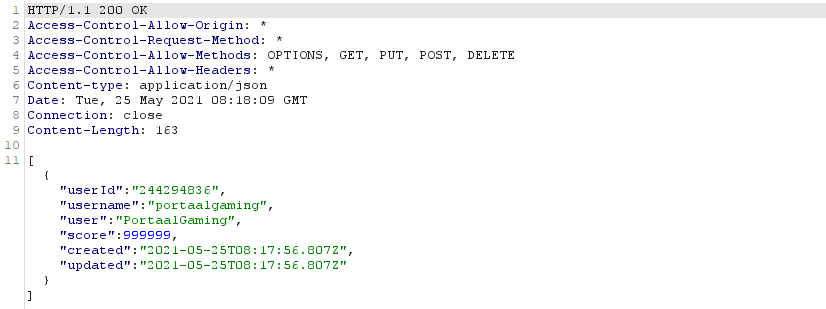 1 HTTP/1.1 200 OK
2 Access-Control-Allow-Origin: *
3 Access-Control-Request-Method: *
4 Access-Control-Allow-Methods: OPTIONS, GET, PUT, POST, DELETE
5 Access-Control-Allow-Headers: *
6 Content-type: application/json
7 Date: Tue, 25 May 2021 08:18:09 GMT
8 Connection: close
9 Content-Length: 163
10
11 [
{
"userId":"244294836",
"username":"portaalgaming",
"user":"PortaalGaming",
"score":999999,
"created":"2021-05-25T08:17:56.807Z",
"updated":"2021-05-25T08:17:56.807Z"
}
]